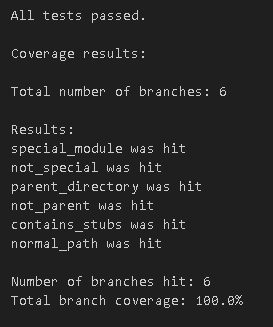 All tests passed.
Coverage results:
Total number of branches: 6
Results:
special_module was hit
not_special was hit
parent_directory was hit
not_parent was hit
contains_stubs was hit
normal_path was hit
Number of branches hit: 6
Total branch coverage: 100.0%